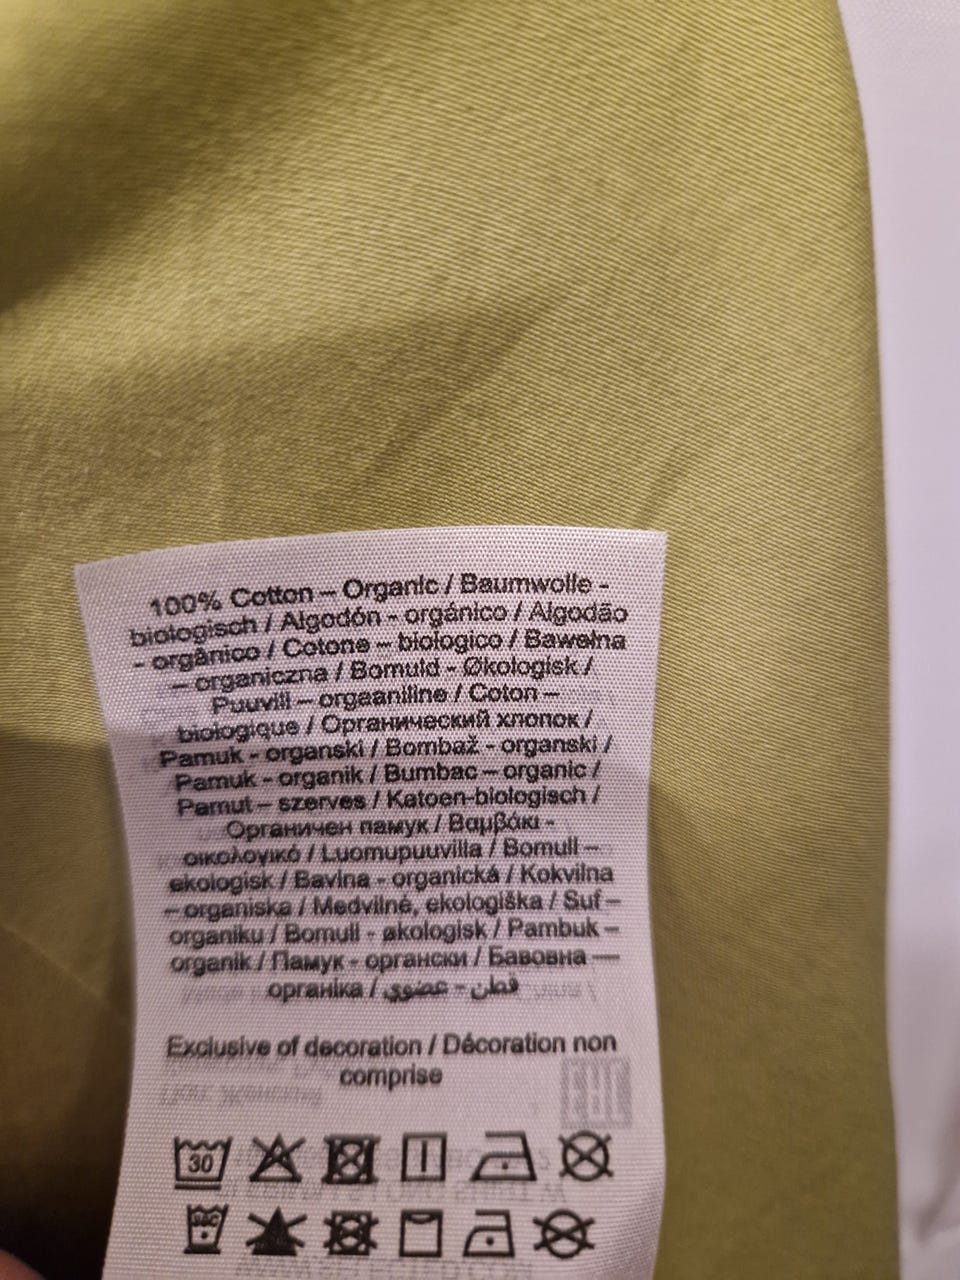 100% Cotton – Organic / Baumwolle -
biologisch / Algodón - orgánico / Algodão
- orgânico / Cotone – biologico / Bawełna
– organiczna / Bomuld - Økologisk /
Puuvill – orgaaniline / Coton –
biologique / Органический хлопок /
Pamuk - organski / Bombaž - organski /
Pamuk - organik / Bumbac – organic /
Pamut – szerves / Katoen-biologisch /
Органичен памук / Βαμβάκι -
οικολογικό / Luomupuuvilla / Bomull –
ekologisk / Bavlna - organická / Kokvilna
– organiska / Medvilnė, ekologiška / Suf –
organiku / Bomull - økologisk / Pambuk –
organik / Памук - органски / Бавовна —
органіка / قطن - عضوي
Exclusive of decoration / Décoration non
comprise
30